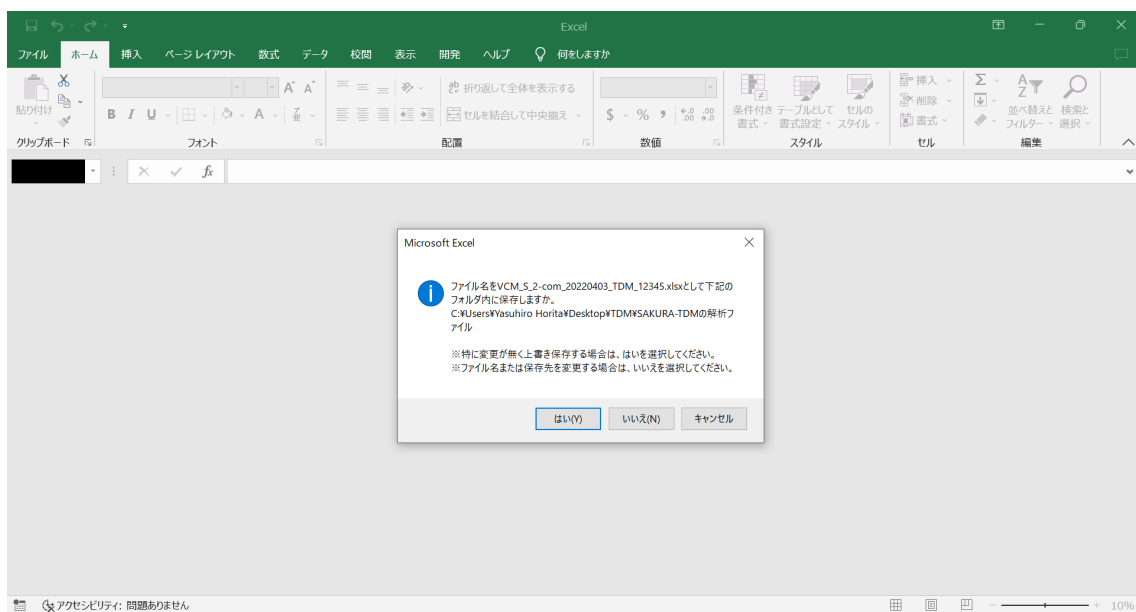 Excel
ファイル ホーム 挿入 ページ レイアウト 数式 データ 校閲 表示 開発 ヘルプ 何をしますか
貼り付け
B I U A
A A
ab 折り返して全体を表示する
セルを結合して中央揃え
$ % 9 .00
条件付き書式
テーブルとして書式設定
セルのスタイル
挿入
削除
書式
Σ
並べ替えとフィルター
検索と選択
クリップボード フォント 配置 数値 スタイル セル 編集
fx
Microsoft Excel
ファイル名をVCM_S_2-com_20220403_TDM_12345.xlsxとして下記の
フォルダ内に保存しますか。
C:¥Users¥Yasuhiro Horita¥Desktop¥TDM¥SAKURA-TDMの解析フ
ァイル
※特に変更が無く上書き保存する場合は、はいを選択してください。
※ファイル名または保存先を変更する場合は、いいえを選択してください。
はい(Y) いいえ(N) キャンセル
アクセシビリティ: 問題ありません
10%